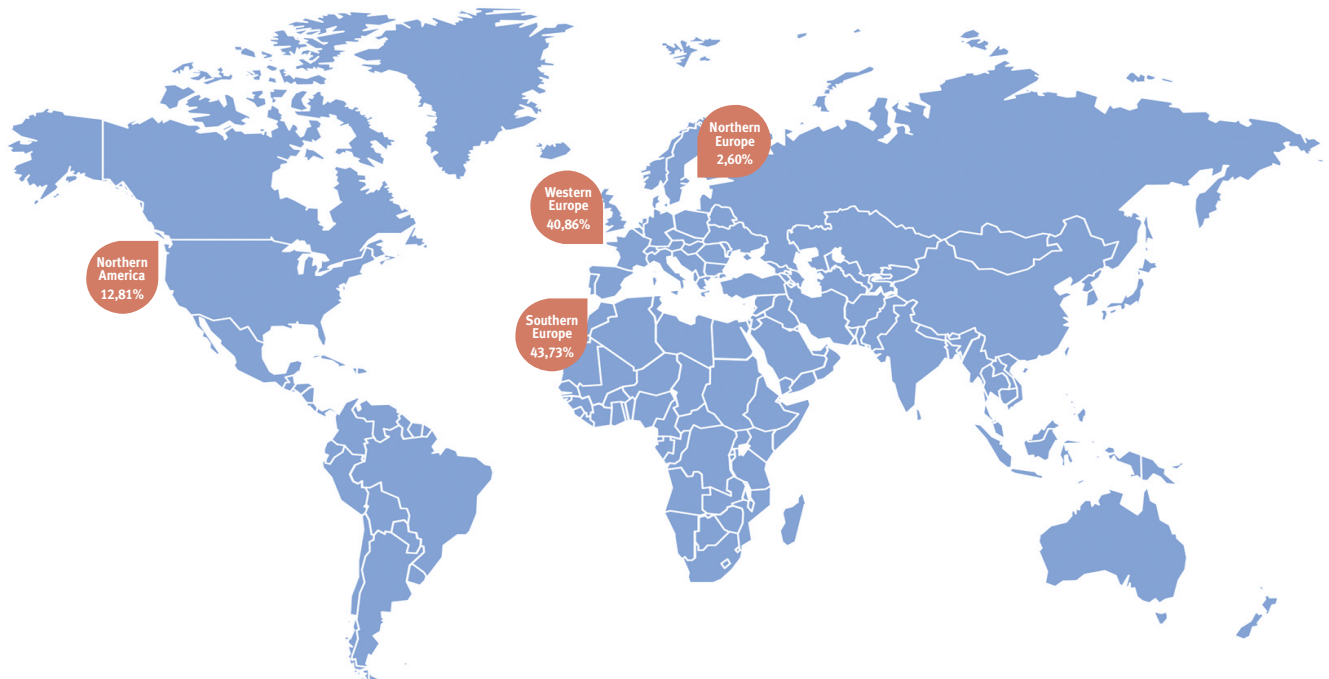 Northern
Europe
2,60%
Western
Europe
40,86%
Northern
America
12,81%
Southern
Europe
43,73%